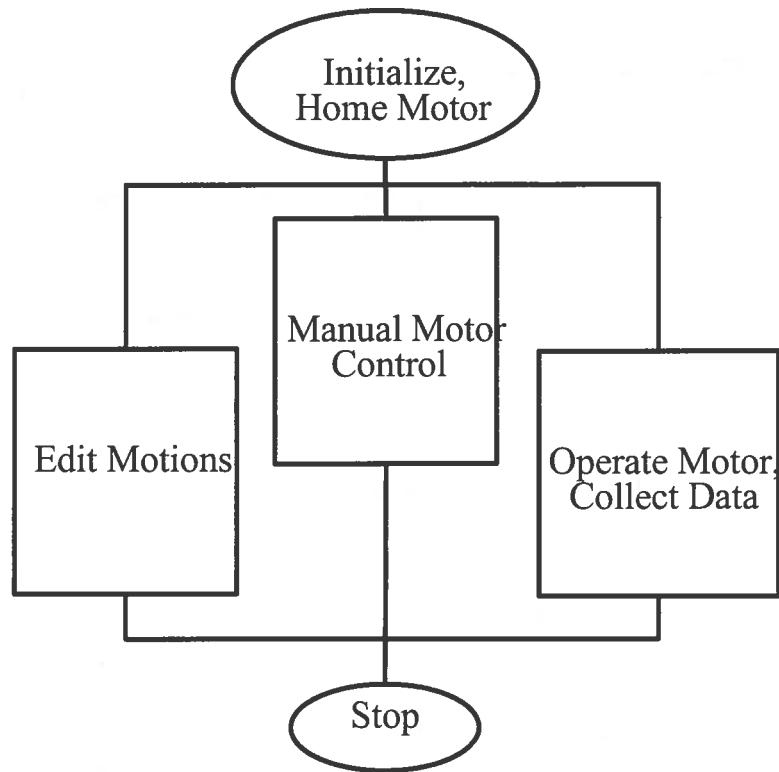 Initialize,
Home Motor
Manual Motor
Control
Edit Motions
Operate Motor,
Collect Data
Stop